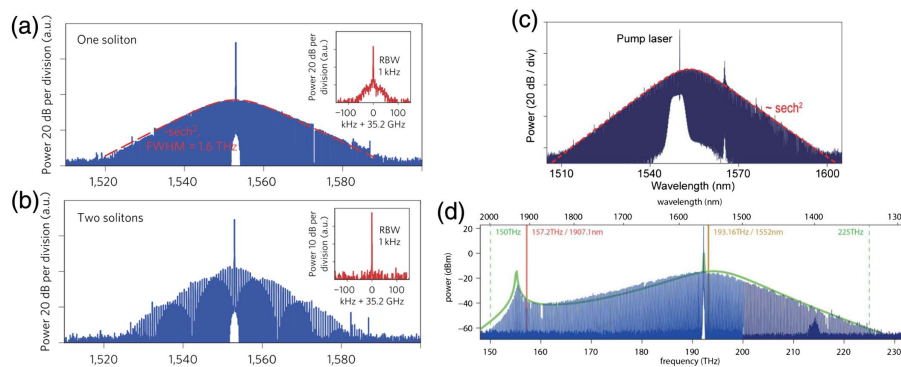 (a)
One soliton
Power 20 dB per division (a.u.)
~sech²,
FWHM = 1.6 THz
Power 20 dB per
division (a.u.)
RBW
1 kHz
-100 0 100
kHz + 35.2 GHz
1,520 1,540 1,560 1,580
(b)
Two solitons
Power 20 dB per division (a.u.)
Power 10 dB per
division (a.u.)
RBW
1 kHz
-100 0 100
kHz + 35.2 GHz
1,520 1,540 1,560 1,580
(c)
Pump laser
Power (20 dB / div)
~ sech²
1510 1540 1570 1600
Wavelength (nm)
(d)
wavelength (nm)
2000 1900 1800 1700 1600 1500 1400 130
150THz
157.2THz / 1907.1nm
193.16THz / 1552nm
225THz
power (dBm)
20
0
-20
-40
-60
150 160 170 180 190 200 210 220 230
frequency (THz)